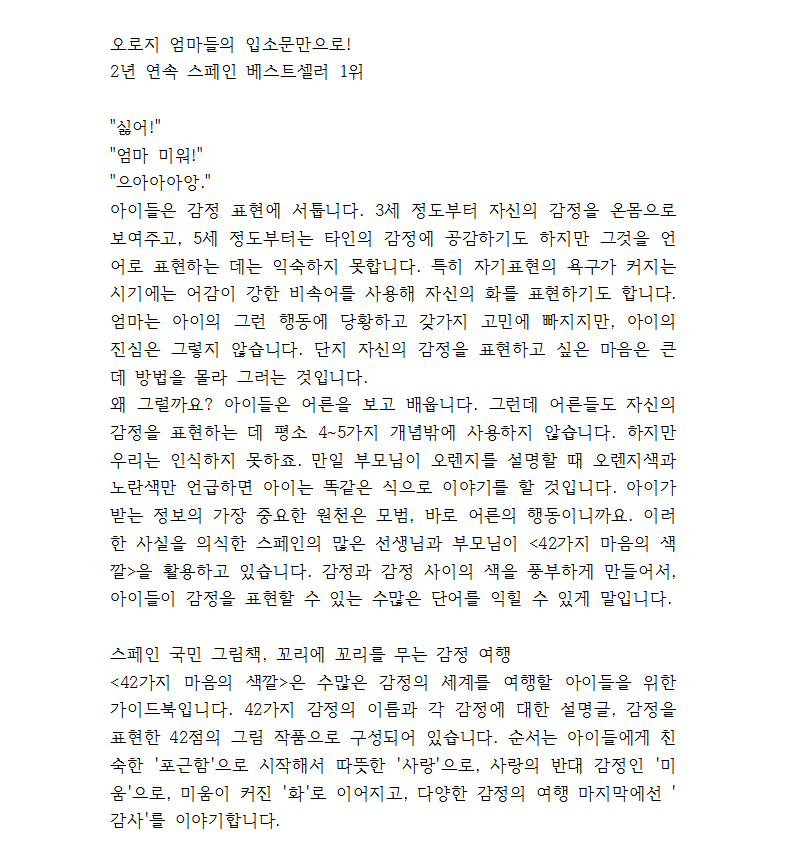 오로지 엄마들의 입소문만으로!
2년 연속 스페인 베스트셀러 1위
"싫어!"
"엄마 미워!"
"으아아아앙."
아이들은 감정 표현에 서툽니다. 3세 정도부터 자신의 감정을 온몸으로
보여주고, 5세 정도부터는 타인의 감정에 공감하기도 하지만 그것을 언
어로 표현하는 데는 익숙하지 못합니다. 특히 자기표현의 욕구가 커지는
시기에는 어감이 강한 비속어를 사용해 자신의 화를 표현하기도 합니다.
엄마는 아이의 그런 행동에 당황하고 갖가지 고민에 빠지지만, 아이의
진심은 그렇지 않습니다. 단지 자신의 감정을 표현하고 싶은 마음은 큰
데 방법을 몰라 그러는 것입니다.
왜 그럴까요? 아이들은 어른을 보고 배웁니다. 그런데 어른들도 자신의
감정을 표현하는 데 평소 4~5가지 개념밖에 사용하지 않습니다. 하지만
우리는 인식하지 못하죠. 만일 부모님이 오렌지를 설명할 때 오렌지색과
노란색만 언급하면 아이는 똑같은 식으로 이야기를 할 것입니다. 아이가
받는 정보의 가장 중요한 원천은 모범, 바로 어른의 행동이니까요. 이러
한 사실을 의식한 스페인의 많은 선생님과 부모님이 <42가지 마음의 색
깔>을 활용하고 있습니다. 감정과 감정 사이의 색을 풍부하게 만들어서,
아이들이 감정을 표현할 수 있는 수많은 단어를 익힐 수 있게 말입니다.
스페인 국민 그림책, 꼬리에 꼬리를 무는 감정 여행
<42가지 마음의 색깔>은 수많은 감정의 세계를 여행할 아이들을 위한
가이드북입니다. 42가지 감정의 이름과 각 감정에 대한 설명글, 감정을
표현한 42점의 그림 작품으로 구성되어 있습니다. 순서는 아이들에게 친
숙한 '포근함'으로 시작해서 따뜻한 '사랑'으로, 사랑의 반대 감정인 '미
움'으로, 미움이 커진 '화'로 이어지고, 다양한 감정의 여행 마지막에선 '
감사'를 이야기합니다.